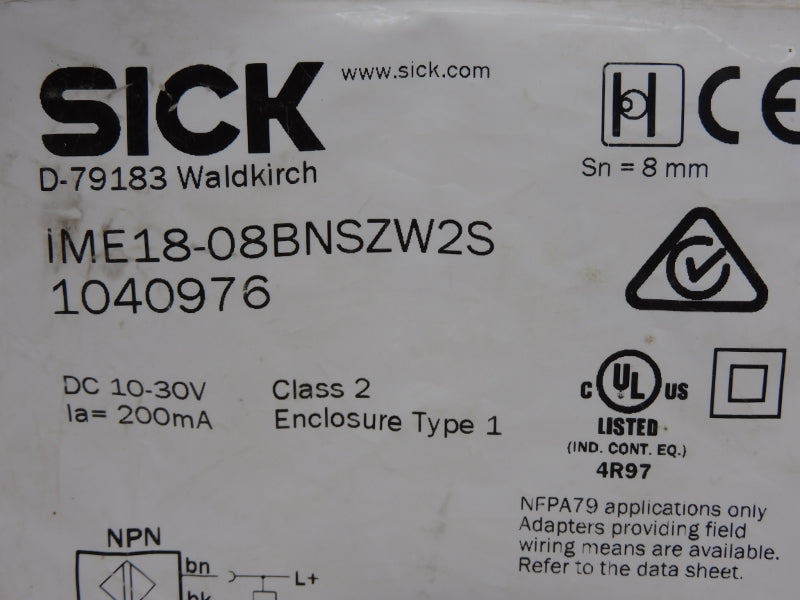 SICK
www.sick.com
D-79183 Waldkirch
CE
Sn = 8 mm
IME18-08BNSZW2S
1040976
DC 10-30V
Ia= 200mA
Class 2
Enclosure Type 1
C UL US
LISTED
(IND. CONT. EQ.)
4R97
NFPA79 applications only
Adapters providing field
wiring means are available.
Refer to the data sheet.
NPN
bn
L+
bk